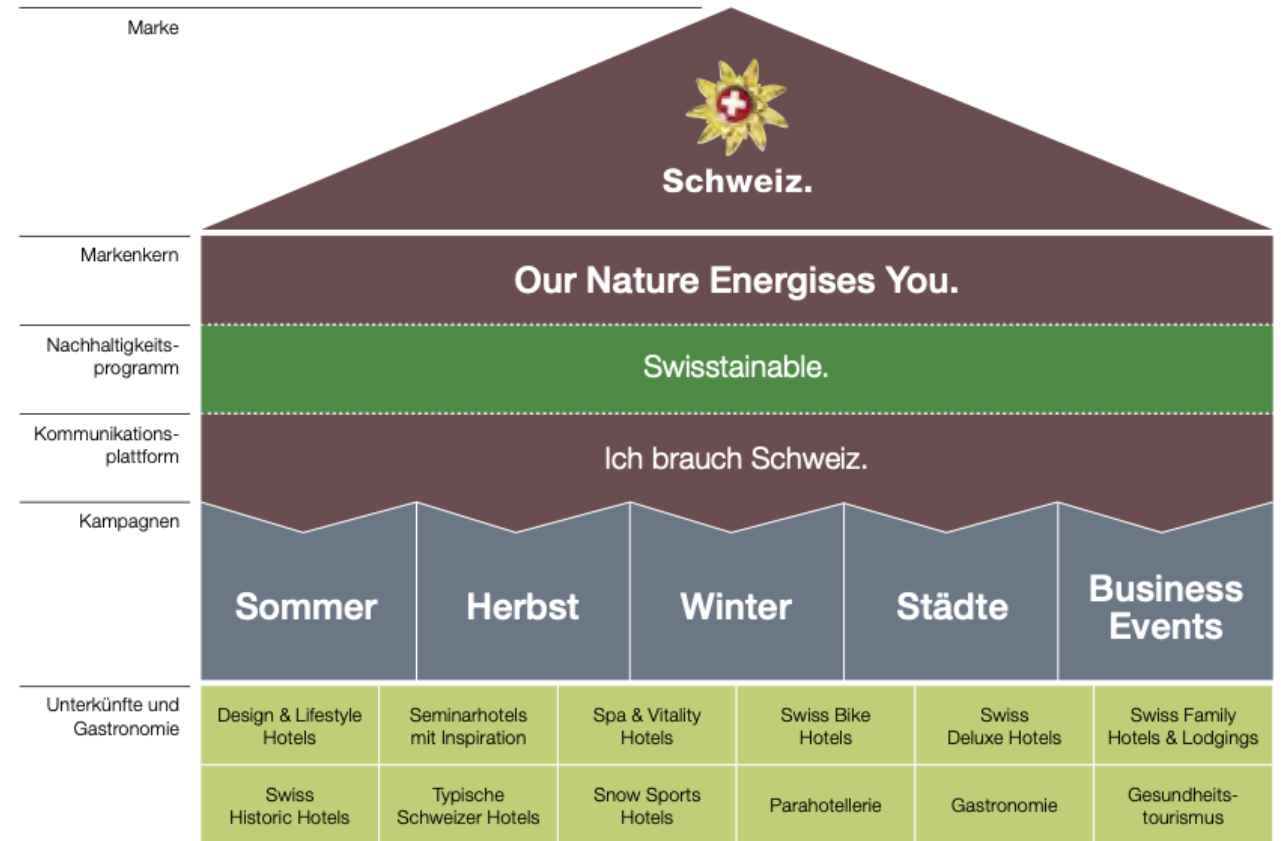 Marke
Schweiz.
Markenkern
Our Nature Energises You.
Nachhaltigkeits-
programm
Swisstainable.
Kommunikations-
plattform
Ich brauch Schweiz.
Kampagnen
Sommer
Herbst
Winter
Städte
Business
Events
Unterkünfte und
Gastronomie
Design & Lifestyle
Hotels
Seminarhotels
mit Inspiration
Spa & Vitality
Hotels
Swiss Bike
Hotels
Swiss
Deluxe Hotels
Swiss Family
Hotels & Lodgings
Swiss
Historic Hotels
Typische
Schweizer Hotels
Snow Sports
Hotels
Parahotellerie
Gastronomie
Gesundheits-
tourismus